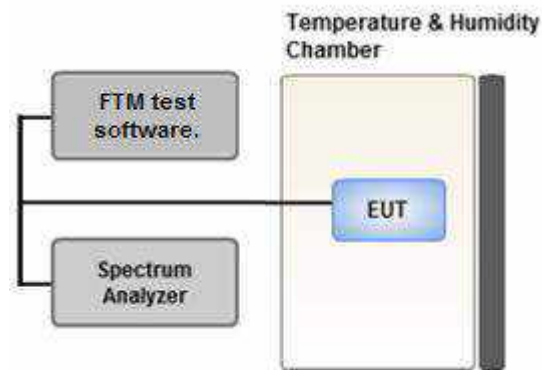 Temperature & Humidity
Chamber
FTM test
software.
EUT
Spectrum
Analyzer